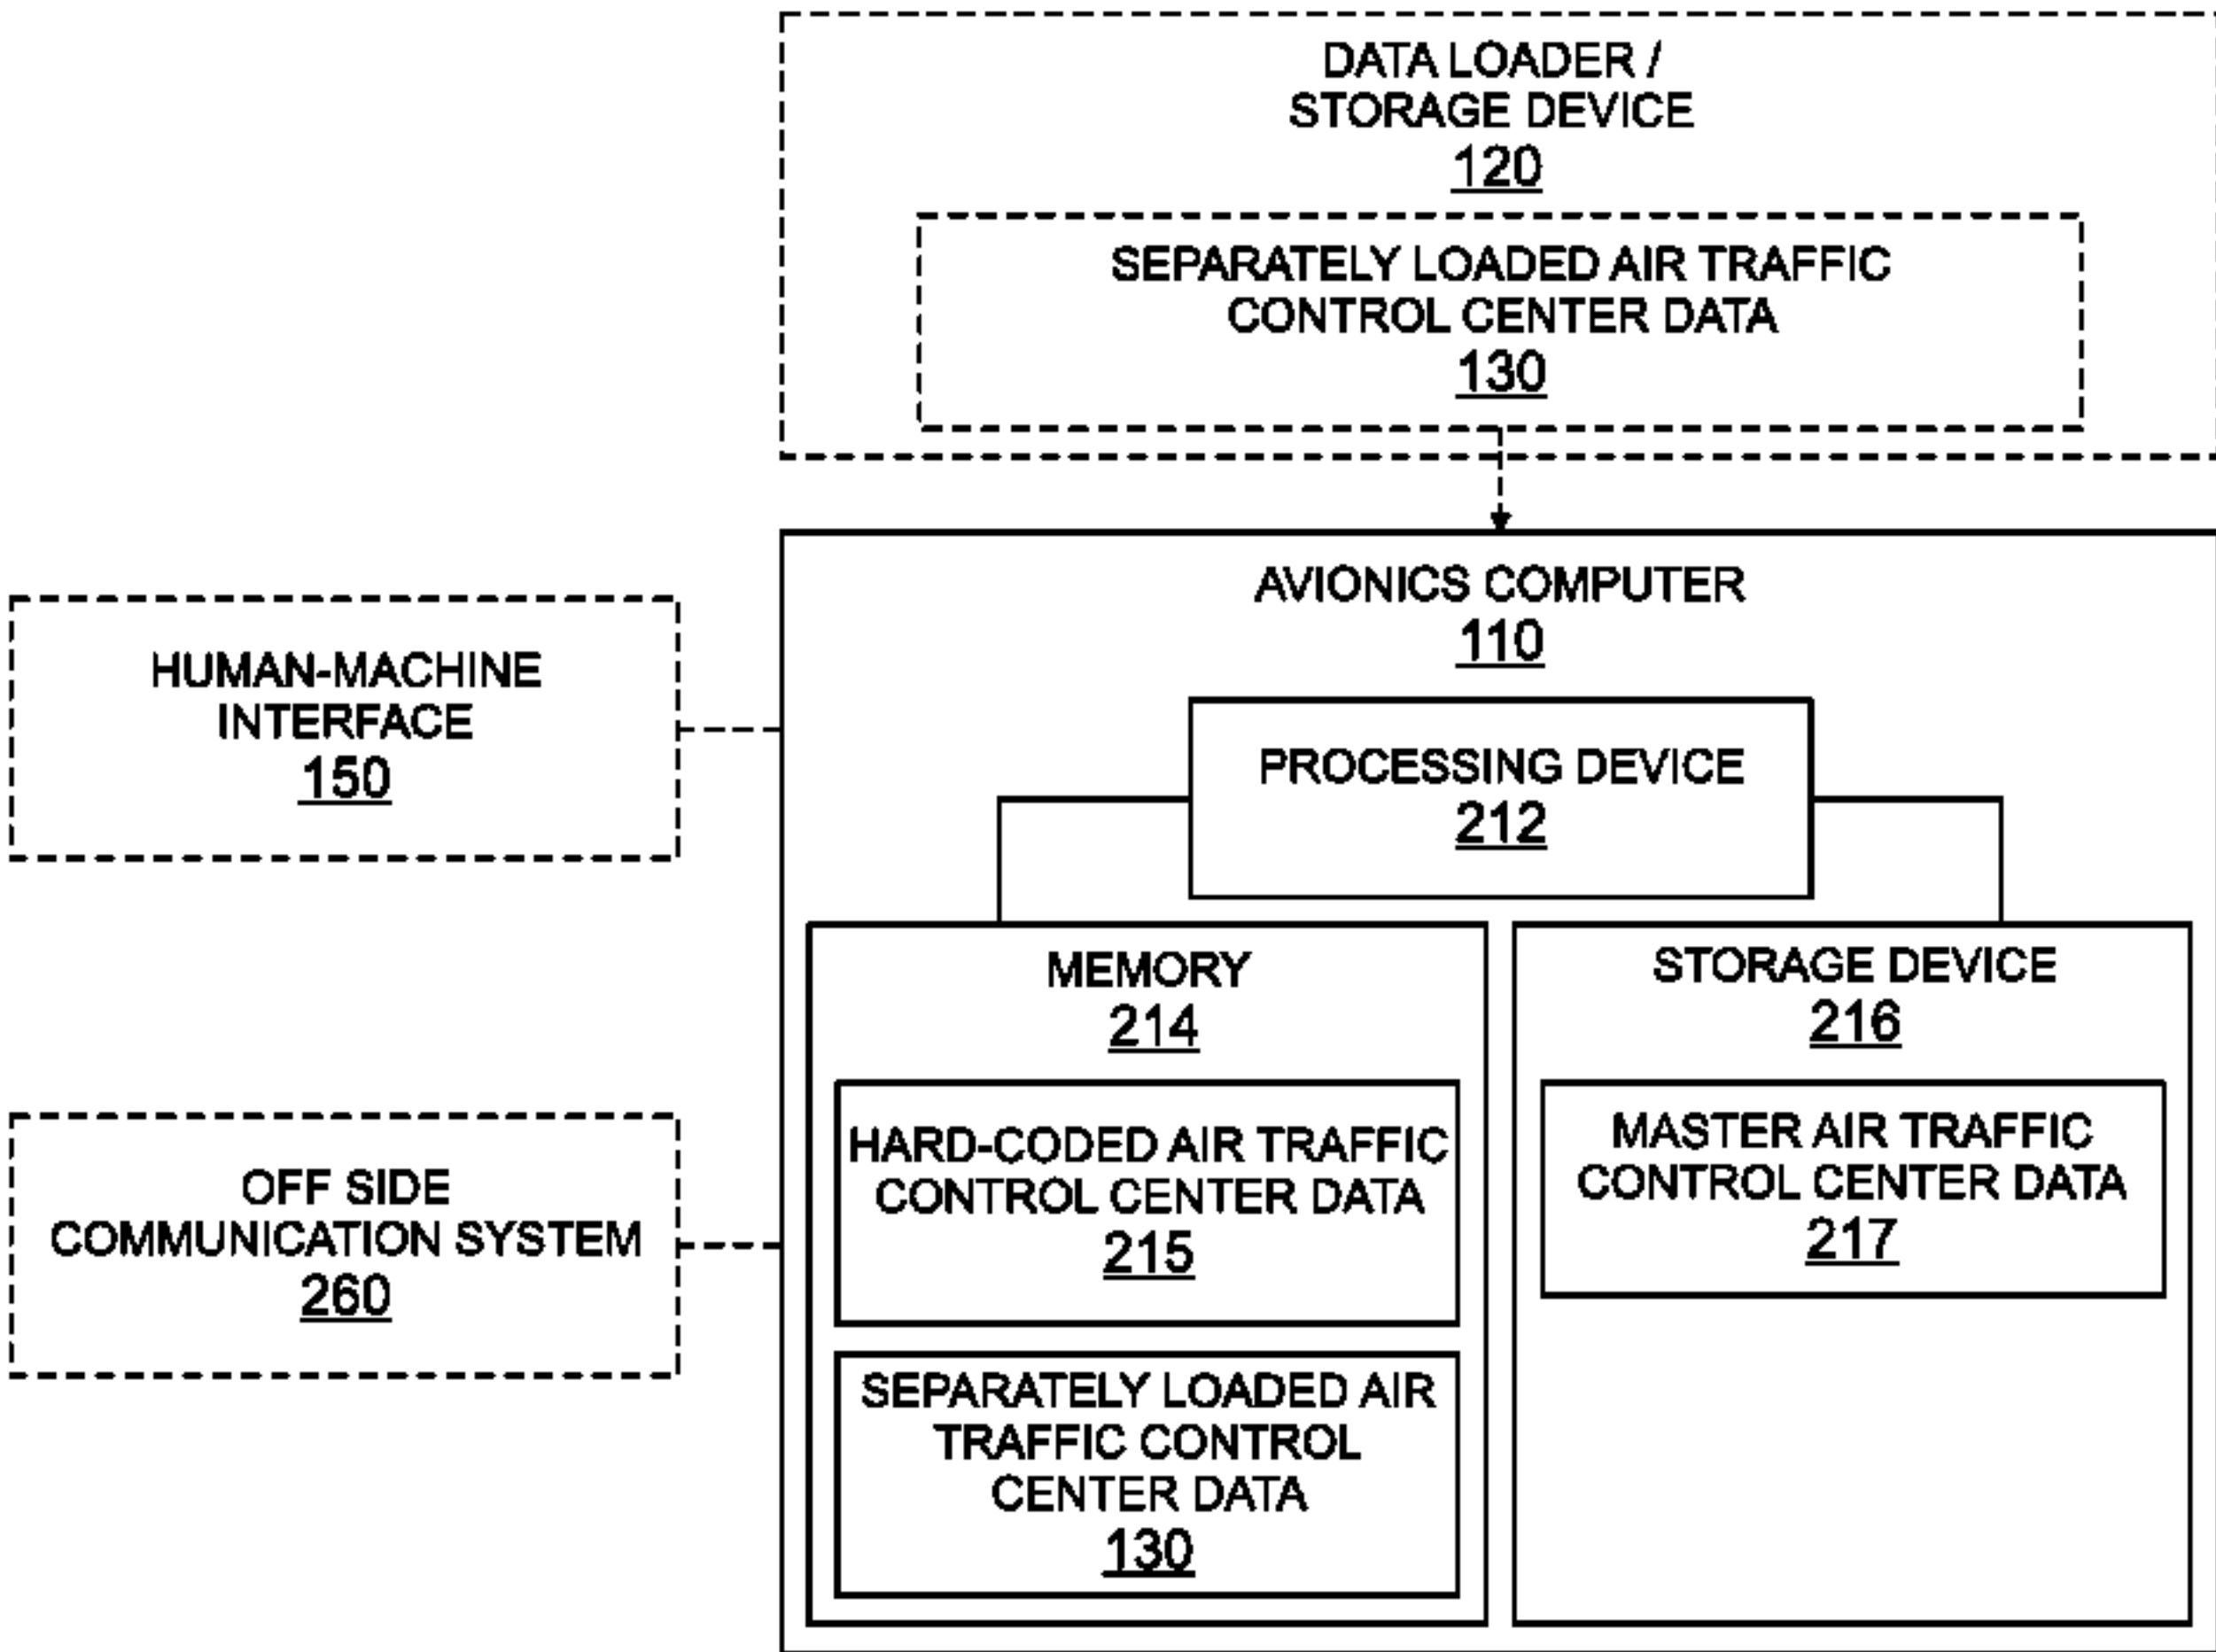 DATA LOADER /
STORAGE DEVICE
120
SEPARATELY LOADED AIR TRAFFIC
CONTROL CENTER DATA
130
AVIONICS COMPUTER
110
HUMAN-MACHINE
INTERFACE
150
PROCESSING DEVICE
212
MEMORY
214
STORAGE DEVICE
216
HARD-CODED AIR TRAFFIC
CONTROL CENTER DATA
215
MASTER AIR TRAFFIC
CONTROL CENTER DATA
217
OFF SIDE
COMMUNICATION SYSTEM
260
SEPARATELY LOADED AIR
TRAFFIC CONTROL
CENTER DATA
130